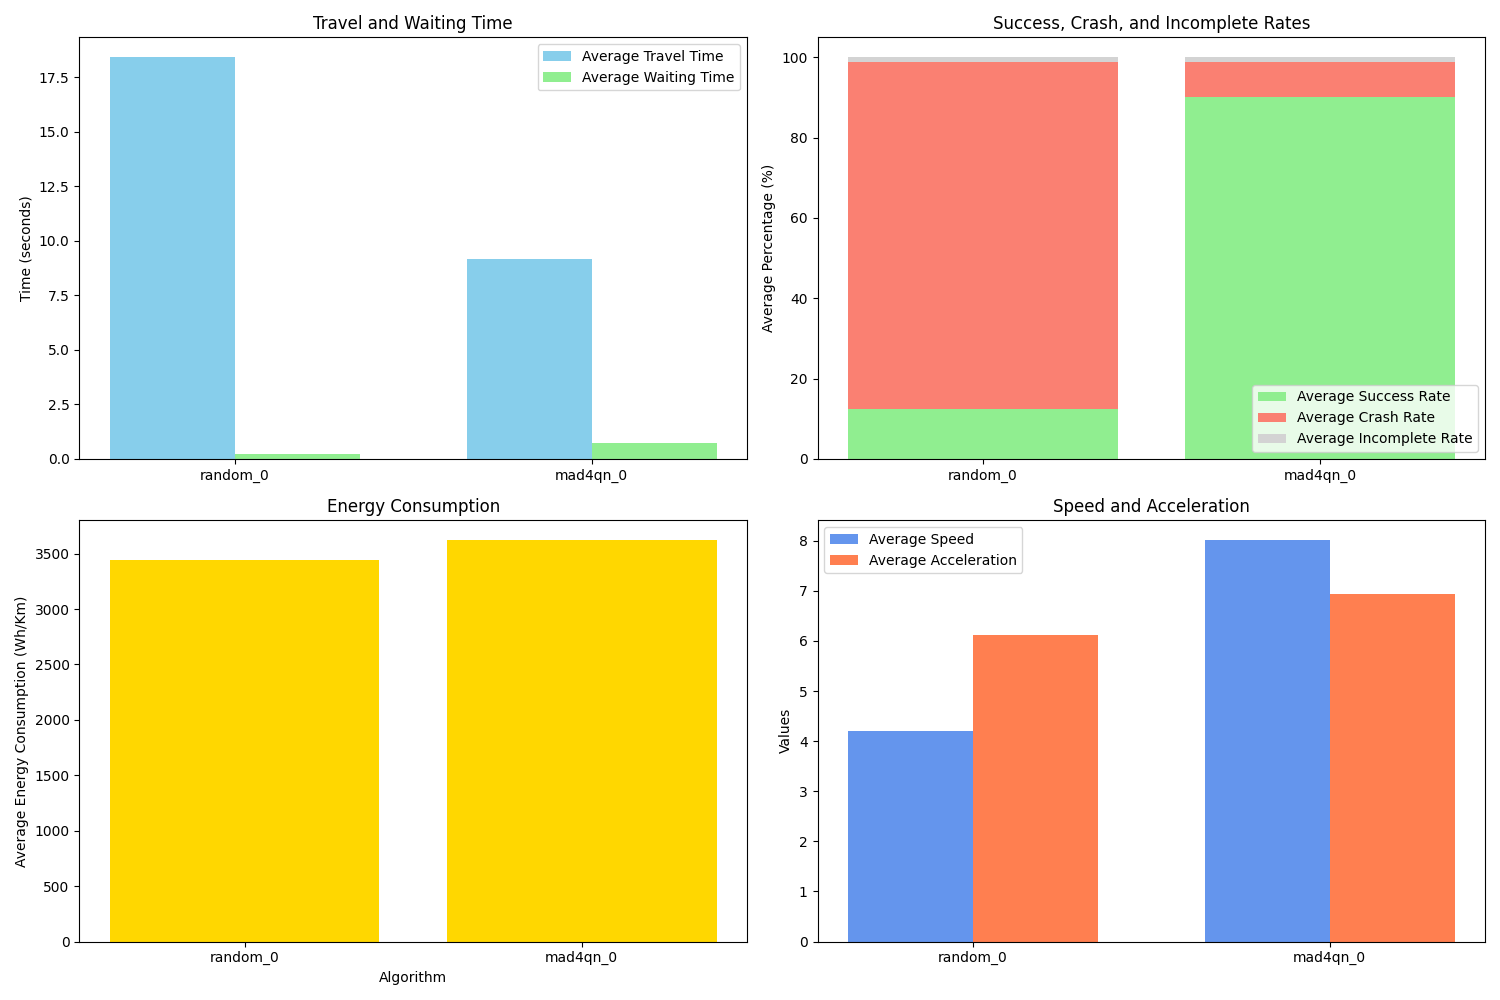 Travel and Waiting Time
Time (seconds)
17.5
15.0
12.5
10.0
7.5
5.0
2.5
0.0
Average Travel Time
Average Waiting Time
random_0
mad4qn_0
Success, Crash, and Incomplete Rates
Average Percentage (%)
100
80
60
40
20
0
Average Success Rate
Average Crash Rate
Average Incomplete Rate
random_0
mad4qn_0
Energy Consumption
Average Energy Consumption (Wh/Km)
3500
3000
2500
2000
1500
1000
500
0
random_0
mad4qn_0
Algorithm
Speed and Acceleration
Values
8
7
6
5
4
3
2
1
0
Average Speed
Average Acceleration
random_0
mad4qn_0